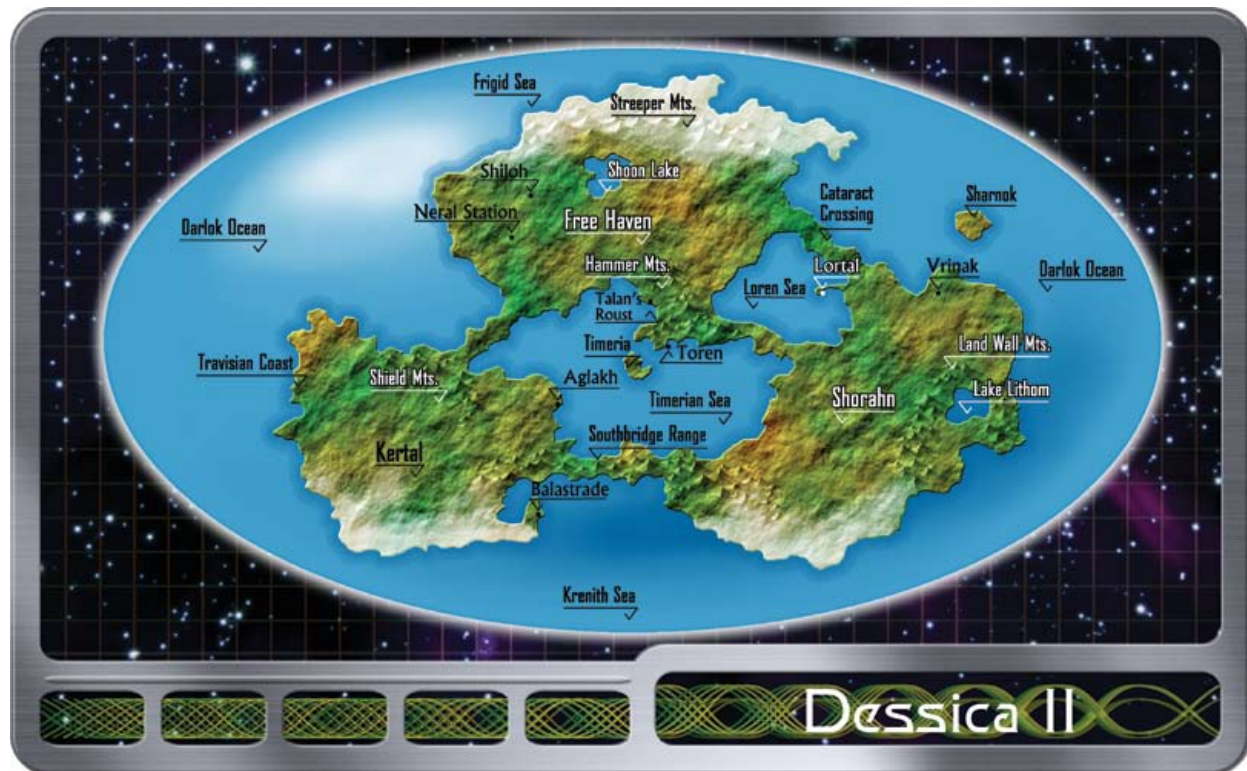 Frigid Sea
Streeper Mts.
Shiloh
Shoon Lake
Neral Station
Free Haven
Cataract
Crossing
Sharnok
Darlok Ocean
Hammer Mts.
Lortal
Vrinak
Darlok Ocean
Talan's
Roust
Loren Sea
Timeria
Toren
Land Wall Mts.
Travisian Coast
Shield Mts.
Aglakh
Timerian Sea
Shorahn
Lake Lithom
Southbridge Range
Kertal
Balastrade
Krenith Sea
Dessica II